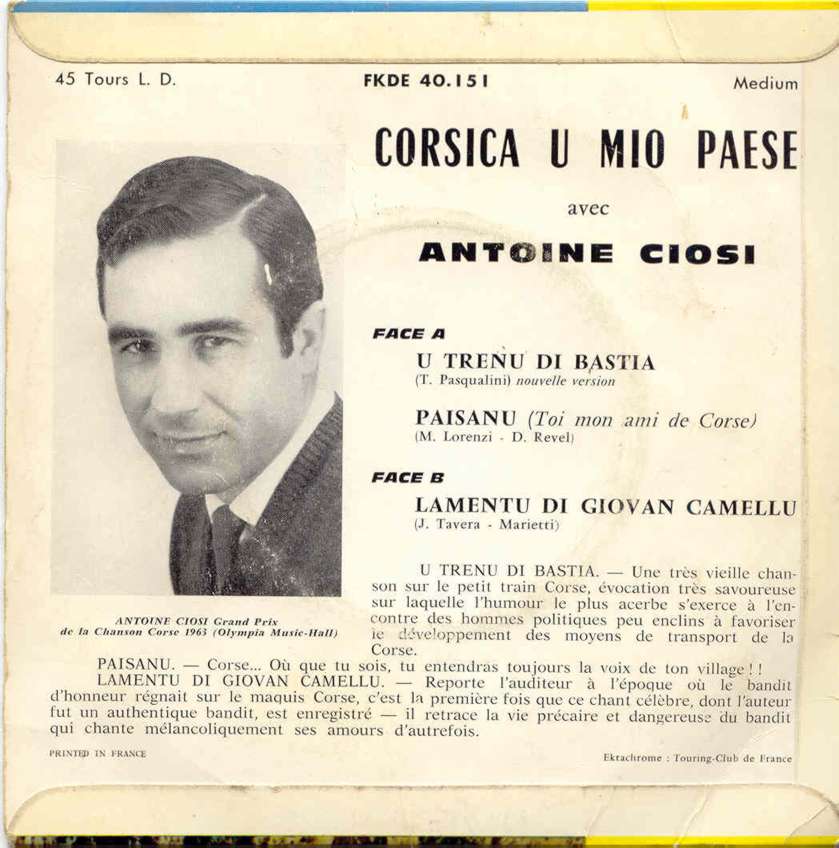 45 Tours L. D.
FKDE 40.151
Medium
CORSICA U MIO PAESE
avec
ANTOINE CIOSI
FACE A
U TRENU DI BASTIA
(T. Pasqualini) nouvelle version
PAISANU (Toi mon ami de Corse)
(M. Lorenzi - D. Revel)
FACE B
LAMENTU DI GIOVAN CAMELLU
(J. Tavera - Marietti)
U TRENU DI BASTIA. — Une très vieille chan-
son sur le petit train Corse, évocation très savoureuse
sur laquelle l'humour le plus acerbe s'exerce à l'en-
contre des hommes politiques peu enclins à favoriser
le développement des moyens de transport de la
Corse.
ANTOINE CIOSI Grand Prix
de la Chanson Corse 1963 (Olympia Music-Hall)
PAISANU. — Corse... Où que tu sois, tu entendras toujours la voix de ton village ! !
LAMENTU DI GIOVAN CAMELLU. — Reporte l'auditeur à l'époque où le bandit
d'honneur régnait sur le maquis Corse, c'est la première fois que ce chant célèbre, dont l'auteur
fut un authentique bandit, est enregistré — il retrace la vie précaire et dangereuse du bandit
qui chante mélancoliquement ses amours d'autrefois.
PRINTED IN FRANCE
Ektachrome : Touring-Club de France